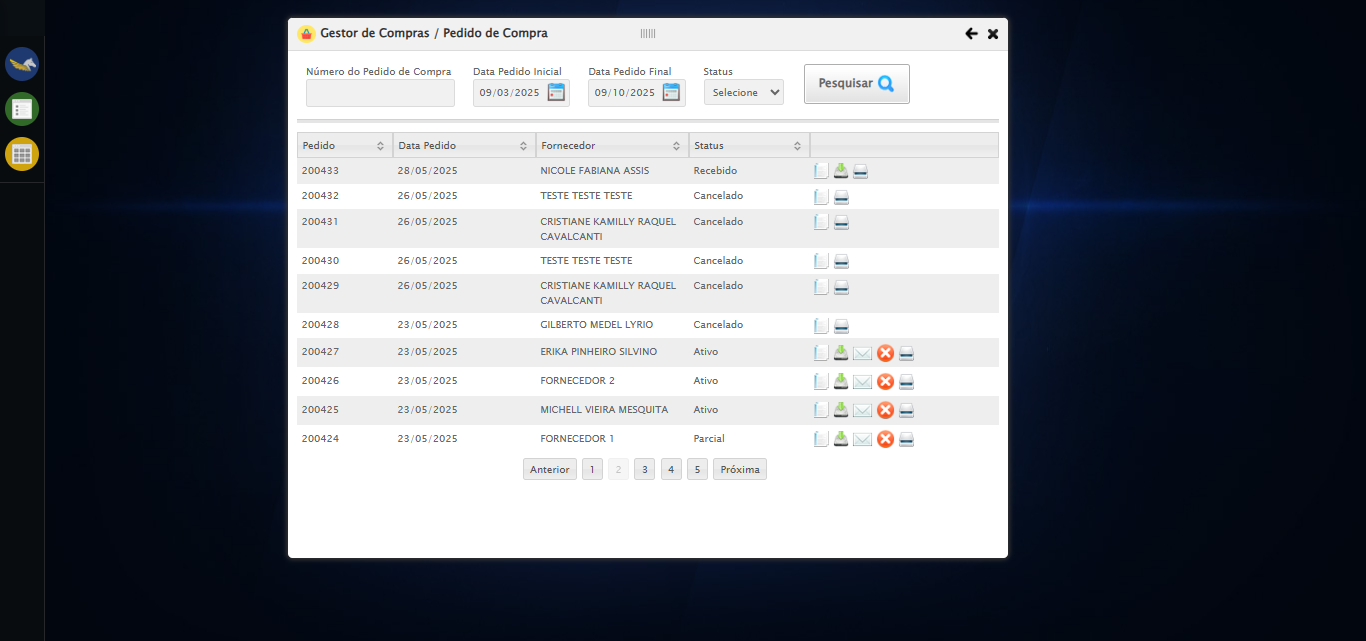 Gestor de Compras / Pedido de Compra
Número do Pedido de Compra Data Pedido Inicial Data Pedido Final Status
09/03/2025 09/10/2025 Selecione Pesquisar
Pedido Data Pedido Fornecedor Status
200433 28/05/2025 NICOLE FABIANA ASSIS Recebido
200432 26/05/2025 TESTE TESTE TESTE Cancelado
200431 26/05/2025 CRISTIANE KAMILLY RAQUEL Cancelado
CAVALCANTI
200430 26/05/2025 TESTE TESTE TESTE Cancelado
200429 26/05/2025 CRISTIANE KAMILLY RAQUEL Cancelado
CAVALCANTI
200428 23/05/2025 GILBERTO MEDEL LYRIO Cancelado
200427 23/05/2025 ERIKA PINHEIRO SILVINO Ativo
200426 23/05/2025 FORNECEDOR 2 Ativo
200425 23/05/2025 MICHELL VIEIRA MESQUITA Ativo
200424 23/05/2025 FORNECEDOR 1 Parcial
Anterior 1 2 3 4 5 Próxima